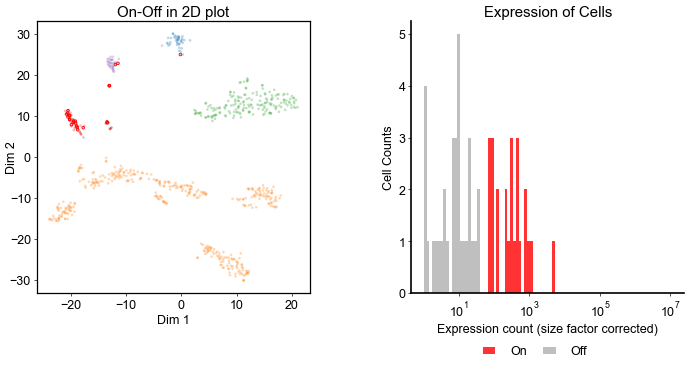 On-Off in 2D plot
30
20
10
0
−10
−20
−30
Dim 2
−20
−10
0
10
20
Dim 1
Expression of Cells
5
4
3
2
1
0
Cell Counts
10^1
10^3
10^5
10^7
Expression count (size factor corrected)
On
Off